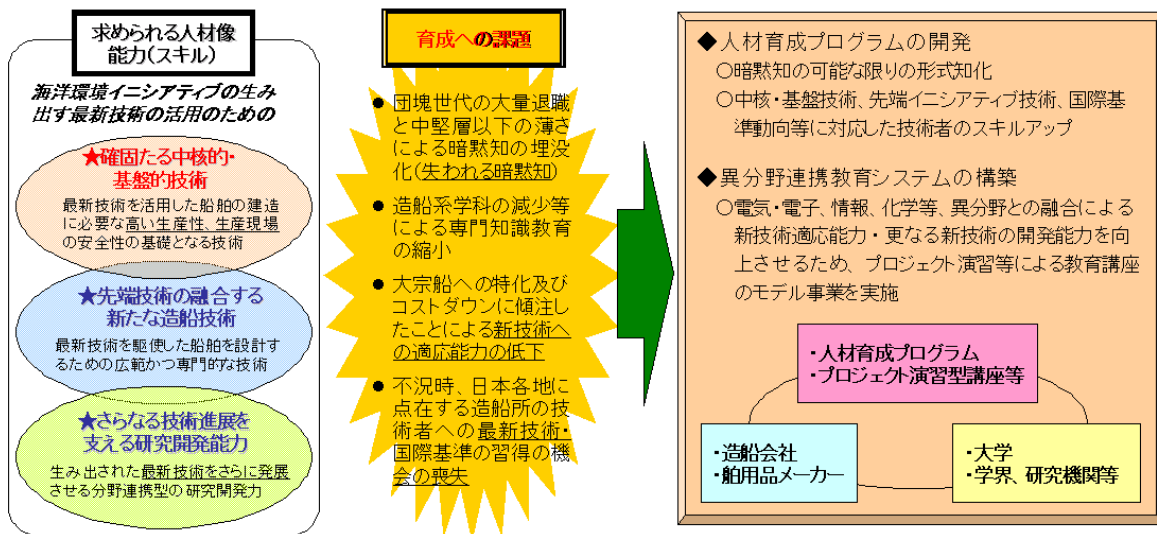 求められる人材像
能力(スキル)
海洋環境イニシアティブの生み
出す最新技術の活用のための
★確固たる中核的・
基盤的技術
最新技術を活用した船舶の建造
に必要な高い生産性、生産現場
の安全性の基礎となる技術
★先端技術の融合する
新たな造船技術
最新技術を駆使した船舶を設計す
るための広範かつ専門的な技術
★さらなる技術進展を
支える研究開発能力
生み出された最新技術をさらに発展
させる分野連携型の研究開発力
育成への課題
● 団塊世代の大量退職
と中堅層以下の薄さ
による暗黙知の埋没
化(失われる暗黙知)
● 造船系学科の減少等
による専門知識教育
の縮小
● 大宗船への特化及び
コストダウンに傾注し
たことによる新技術へ
の適応能力の低下
● 不況時、日本各地に
点在する造船所の技
術者への最新技術・
国際基準の習得の機
会の喪失
◆人材育成プログラムの開発
○暗黙知の可能な限りの形式知化
○中核・基盤技術、先端イニシアティブ技術、国際基
準動向等に対応した技術者のスキルアップ
◆異分野連携教育システムの構築
○電気・電子、情報、化学等、異分野との融合による
新技術適応能力・更なる新技術の開発能力を向
上させるため、プロジェクト演習等による教育講座
のモデル事業を実施
・人材育成プログラム
・プロジェクト演習型講座等
・造船会社
・舶用品メーカー
・大学
・学界、研究機関等